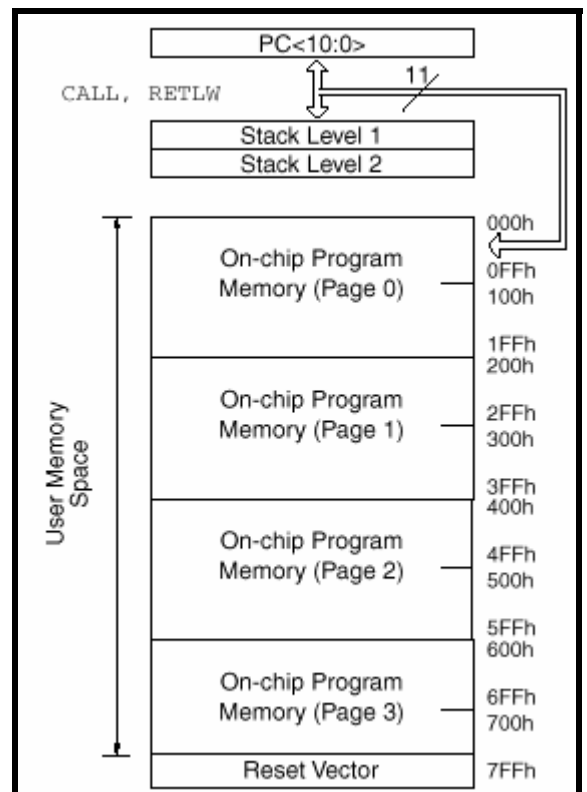 PC<10:0>
11
CALL, RETLW
Stack Level 1
Stack Level 2
000h
On-chip Program
Memory (Page 0)
0FFh
100h
1FFh
200h
On-chip Program
Memory (Page 1)
2FFh
300h
3FFh
400h
User Memory
Space
On-chip Program
Memory (Page 2)
4FFh
500h
5FFh
600h
On-chip Program
Memory (Page 3)
6FFh
700h
Reset Vector
7FFh